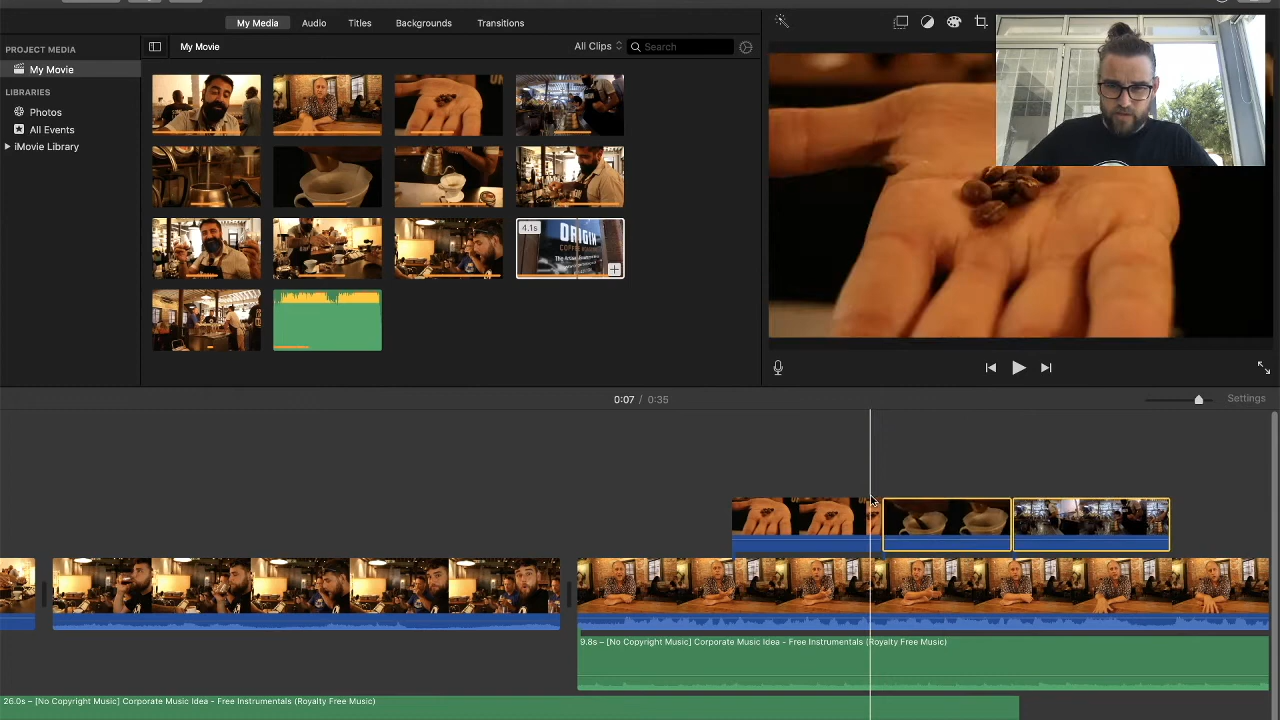 My Media
Audio
Titles
Backgrounds
Transitions
PROJECT MEDIA
My Movie
All Clips
Search
My Movie
LIBRARIES
Photos
All Events
iMovie Library
4.1s
ORIGIN
COFFEE
0:07 / 0:35
Settings
9.8s – [No Copyright Music] Corporate Music Idea - Free Instrumentals (Royalty Free Music)
26.0s – [No Copyright Music] Corporate Music Idea - Free Instrumentals (Royalty Free Music)